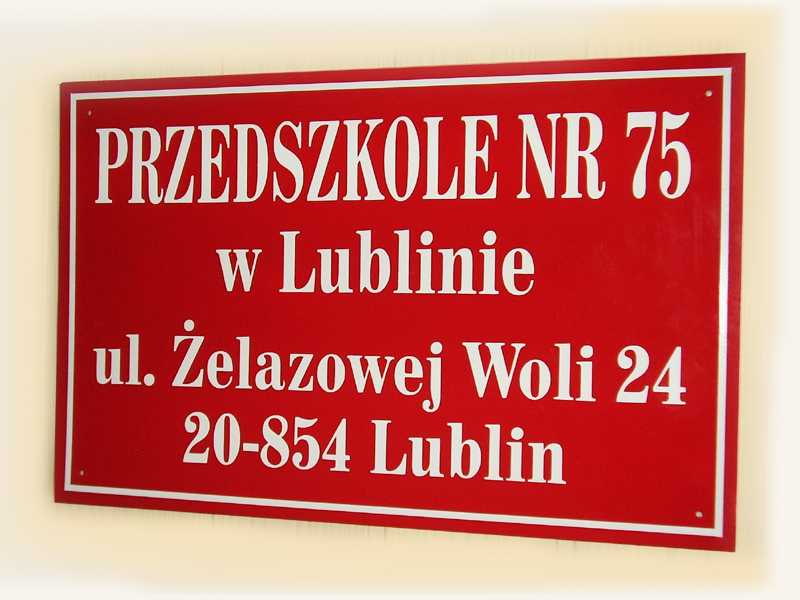 PRZEDSZKOLE NR 75
w Lublinie
ul. Żelazowej Woli 24
20-854 Lublin